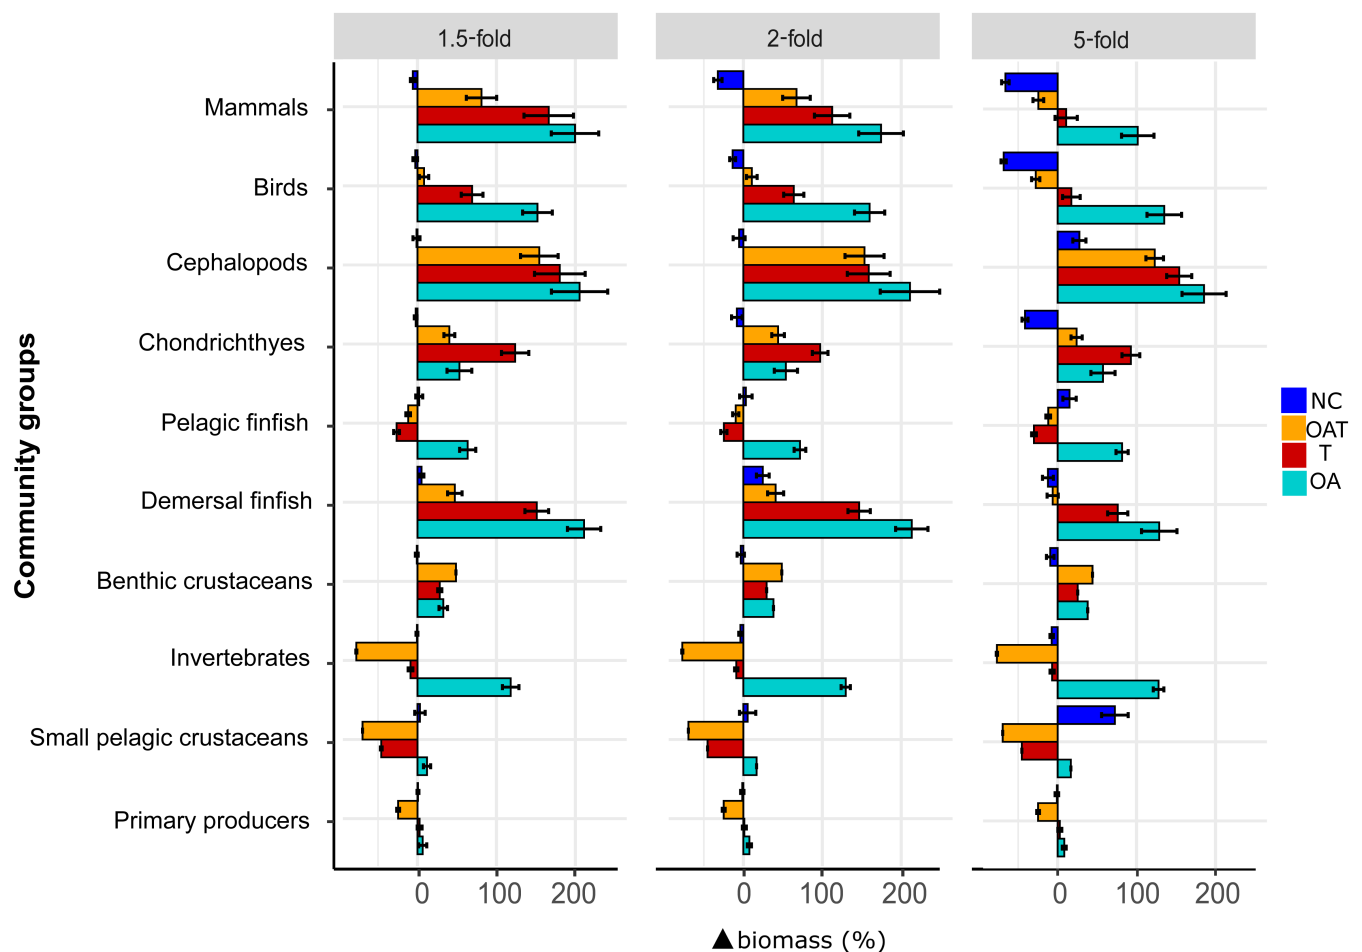 1.5-fold 2-fold 5-fold
Community groups
Mammals
Birds
Cephalopods
Chondrichthyes
Pelagic finfish
Demersal finfish
Benthic crustaceans
Invertebrates
Small pelagic crustaceans
Primary producers
NC
OAT
T
OA
0 100 200 0 100 200 0 100 200
▲biomass (%)